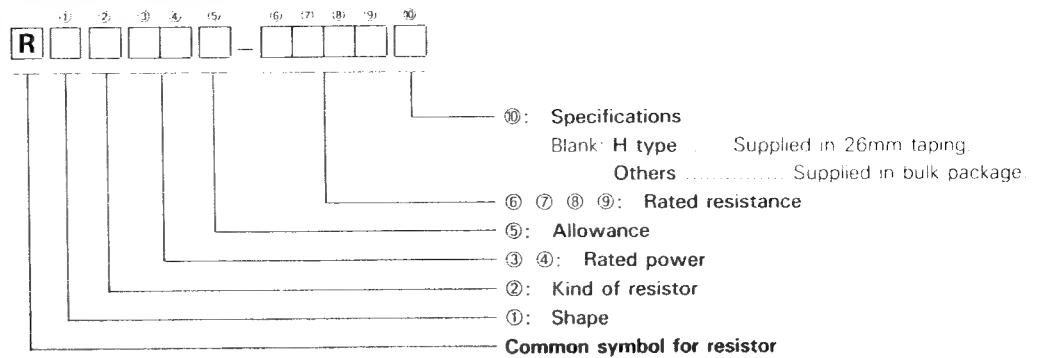 ① ② ③ ④ ⑤ ⑥ ⑦ ⑧ ⑨ ⑩
R –
⑩: Specifications
Blank: H type .. Supplied in 26mm taping.
Others .............. Supplied in bulk package.
⑥ ⑦ ⑧ ⑨: Rated resistance
⑤: Allowance
③ ④: Rated power
②: Kind of resistor
①: Shape
Common symbol for resistor